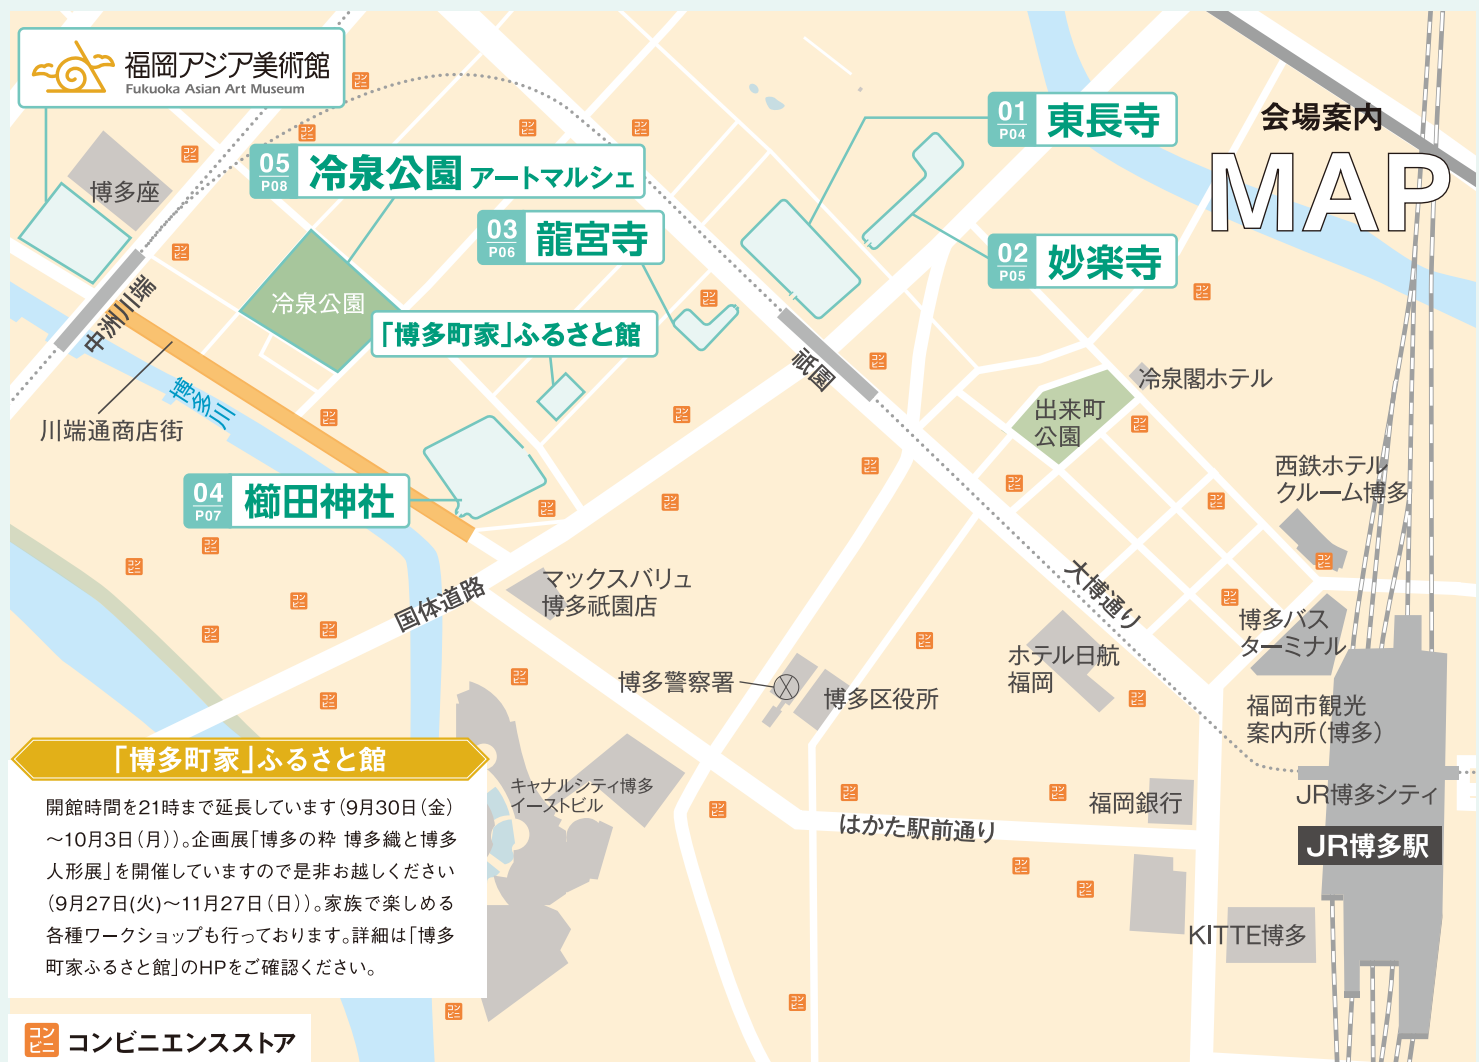 福岡アジア美術館
Fukuoka Asian Art Museum
会場案内
MAP
01
P04
東長寺
02
P05
妙楽寺
05
P08
冷泉公園 アートマルシェ
03
P06
龍宮寺
「博多町家」ふるさと館
04
P07
櫛田神社
博多座
冷泉公園
中洲川端
川端通商店街
博多川
祇園
冷泉閣ホテル
出来町
公園
西鉄ホテル
クルーム博多
国体道路
マックスバリュ
博多祇園店
大博通り
博多バス
ターミナル
ホテル日航
福岡
博多警察署
博多区役所
福岡市観光
案内所(博多)
キャナルシティ博多
イーストビル
はかた駅前通り
福岡銀行
JR博多シティ
JR博多駅
KITTE博多
「博多町家」ふるさと館
開館時間を21時まで延長しています(9月30日(金)
～10月3日(月))。企画展「博多の粋 博多織と博多
人形展」を開催していますので是非お越しください
(9月27日(火)～11月27日(日))。家族で楽しめる
各種ワークショップも行っております。詳細は「博多
町家ふるさと館」のHPをご確認ください。
コンビニ
コンビニエンスストア